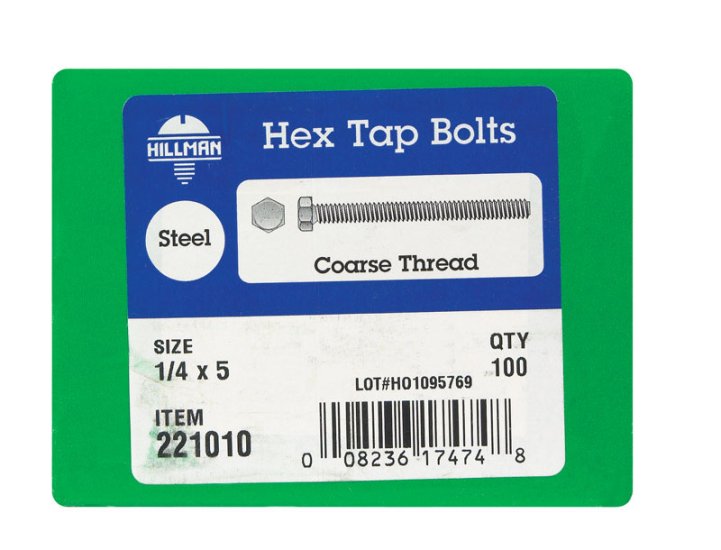 HILLMAN
Hex Tap Bolts
Steel
Coarse Thread
SIZE
1/4 x 5
QTY
100
LOT#HO1095769
ITEM
221010
0 08236 17474 8